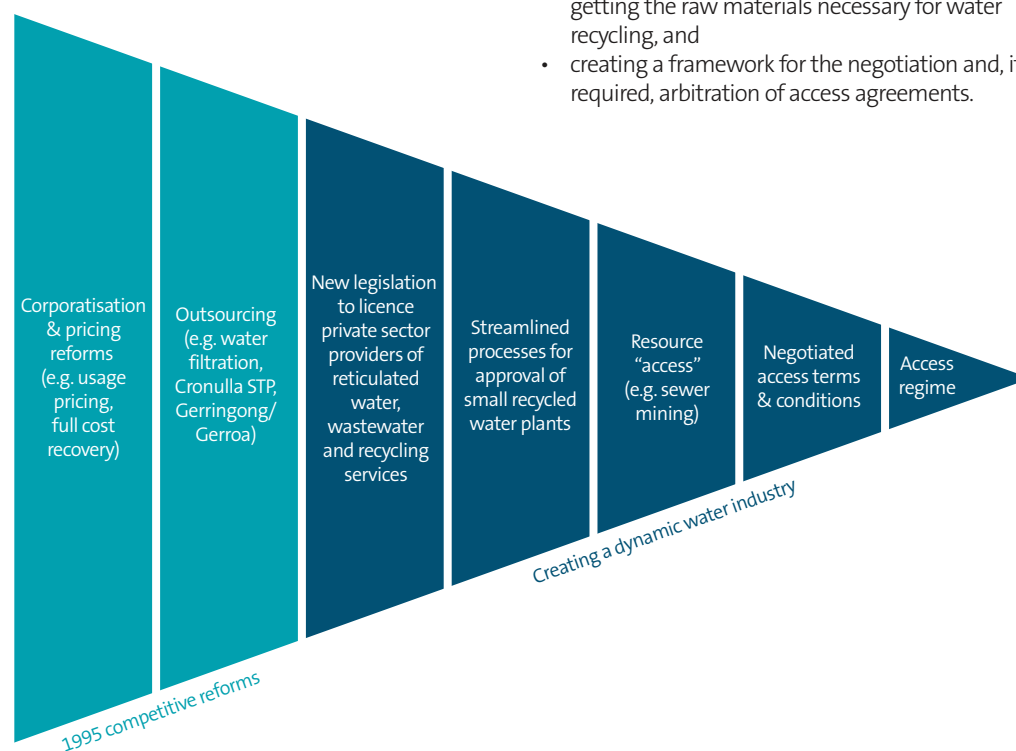 getting the raw materials necessary for water
recycling, and
• creating a framework for the negotiation and, if
required, arbitration of access agreements.
Corporatisation
& pricing
reforms
(e.g. usage
pricing,
full cost
recovery)
Outsourcing
(e.g. water
filtration,
Cronulla STP,
Gerringong/
Gerroa)
New legislation
to licence
private sector
providers of
reticulated
water,
wastewater
and recycling
services
Streamlined
processes for
approval of
small recycled
water plants
Resource
“access”
(e.g. sewer
mining)
Negotiated
access terms
& conditions
Access
regime
1995 competitive reforms
Creating a dynamic water industry